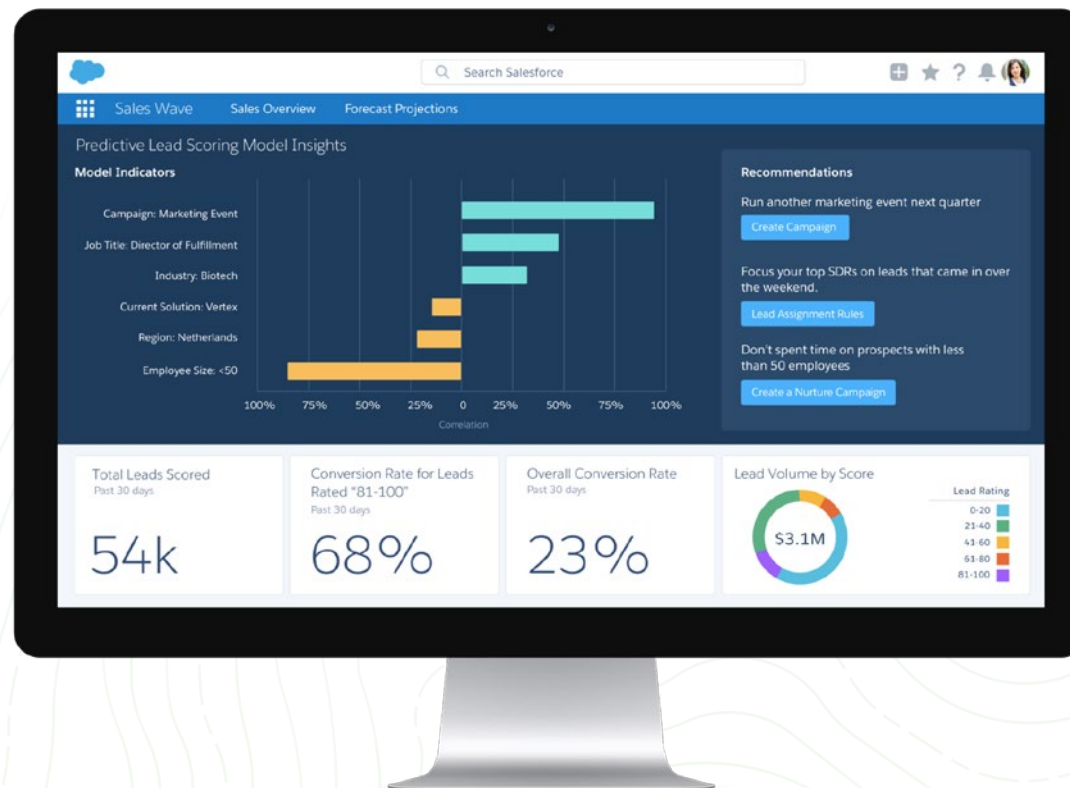 Search Salesforce
Sales Wave Sales Overview Forecast Projections
Predictive Lead Scoring Model Insights
Model Indicators
Campaign: Marketing Event
Job Title: Director of Fulfillment
Industry: Biotech
Current Solution: Vertex
Region: Netherlands
Employee Size: <50
100% 75% 50% 25% 0 25% 50% 75% 100%
Correlation
Recommendations
Run another marketing event next quarter
Create Campaign
Focus your top SDRs on leads that came in over
the weekend.
Lead Assignment Rules
Don't spent time on prospects with less
than 50 employees
Create a Nurture Campaign
Total Leads Scored
Past 30 days
54k
Conversion Rate for Leads
Rated "81-100"
Past 30 days
68%
Overall Conversion Rate
Past 30 days
23%
Lead Volume by Score
$3.1M
Lead Rating
0-20
21-40
41-60
61-80
81-100